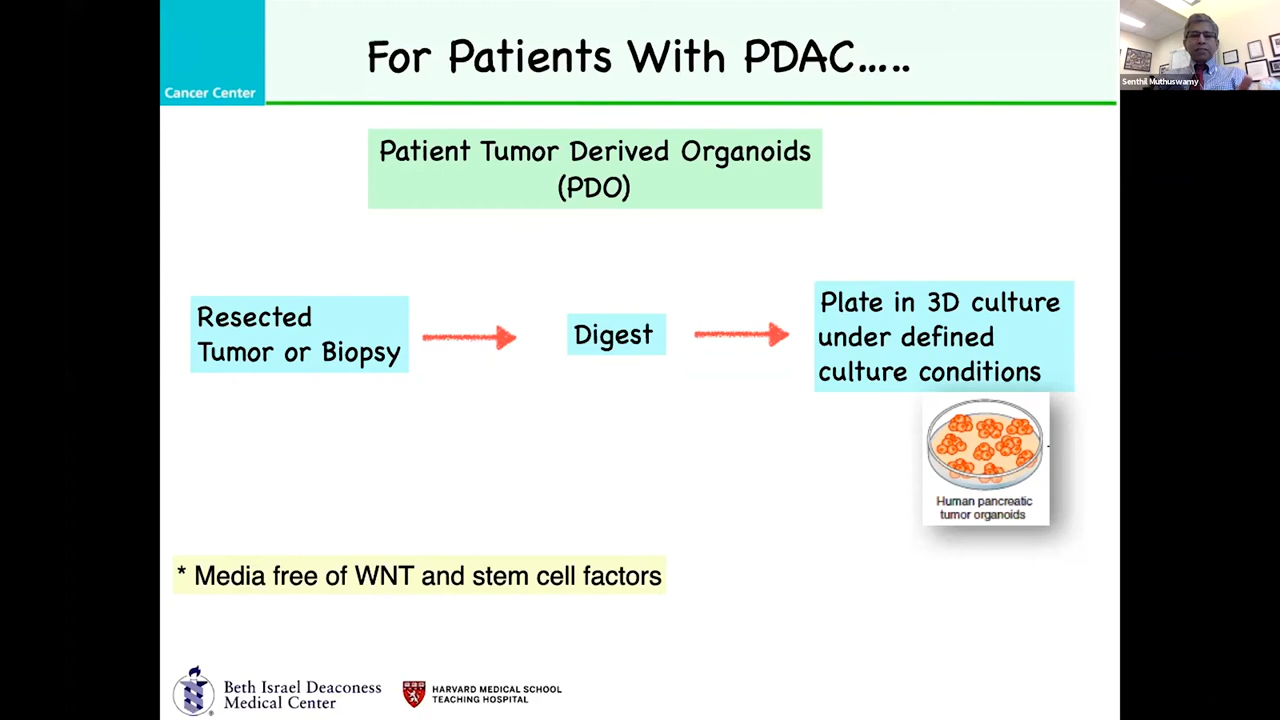 Cancer Center
For Patients With PDAC.....
Senthil Muthuswamy
Patient Tumor Derived Organoids
(PDO)
Resected
Tumor or Biopsy
Digest
Plate in 3D culture
under defined
culture conditions
Human pancreatic
tumor organoids
* Media free of WNT and stem cell factors
Beth Israel Deaconess
Medical Center
HARVARD MEDICAL SCHOOL
TEACHING HOSPITAL